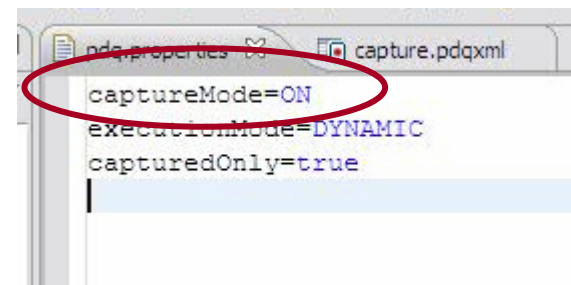 pdq.properties capture.pdqxml
captureMode=ON
executionMode=DYNAMIC
capturedOnly=true